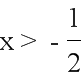 x > - 1/2